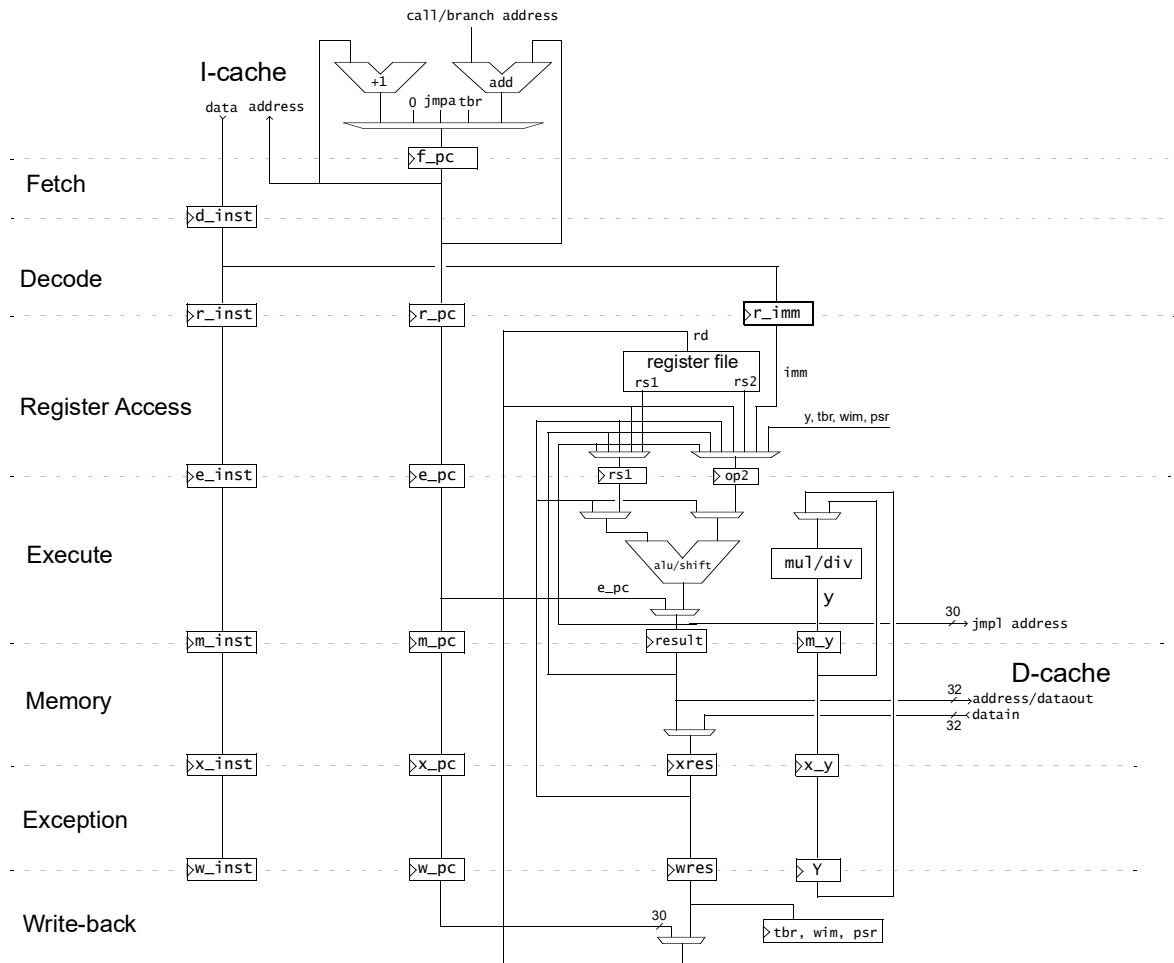 call/branch address
I-cache
+1 add
data address
0 jmpa tbr
f_pc
Fetch
d_inst
Decode
r_inst r_pc r_imm
rd
register file
rs1 rs2
imm
Register Access
y, tbr, wim, psr
e_inst e_pc rs1 op2
Execute
alu/shift mul/div
e_pc
y
30
jmpl address
m_inst m_pc result m_y
D-cache
Memory
32
address/dataout
datain
32
x_inst x_pc xres x_y
Exception
w_inst w_pc wres Y
Write-back
30
tbr, wim, psr